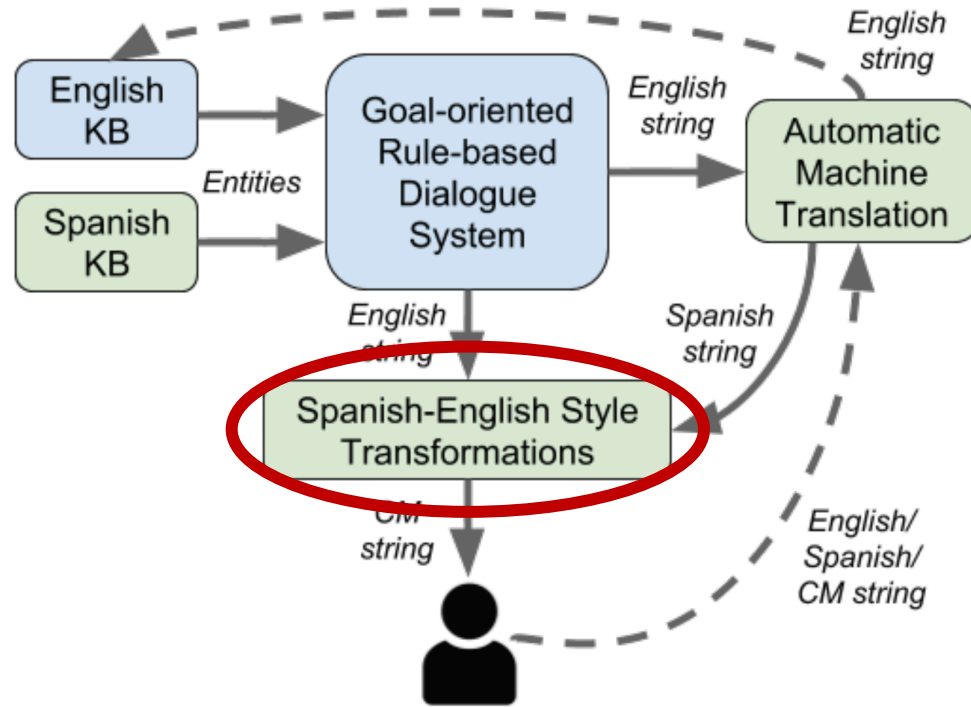 English
string
English
KB
Goal-oriented
Rule-based
Dialogue
System
English
string
Automatic
Machine
Translation
Entities
Spanish
KB
English
string
Spanish
string
Spanish-English Style
Transformations
CM
string
English/
Spanish/
CM string